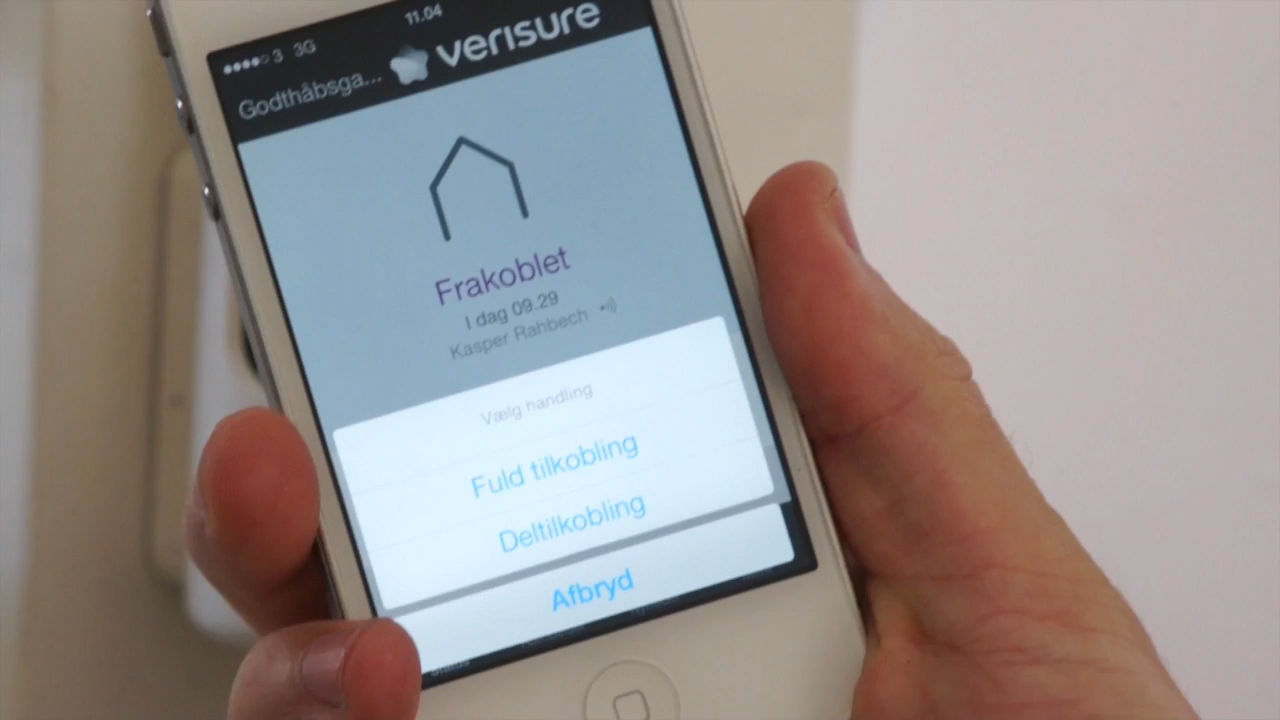 3 3G 11.04
Godthåbsga... verisure
Frakoblet
I dag 09.29
Kasper Rahbech
Vælg handling
Fuld tilkobling
Deltilkobling
Afbryd